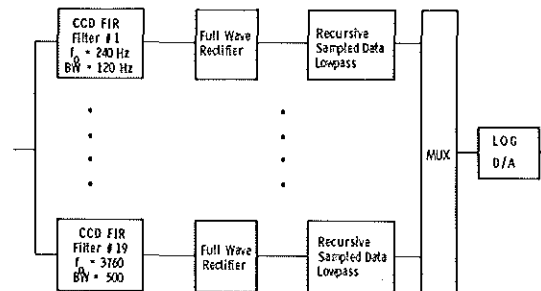 CCD FIR
Filter # 1
f₀ = 240 Hz
BW = 120 Hz
Full Wave
Rectifier
Recursive
Sampled Data
Lowpass
MUX
LOG
D/A
CCD FIR
Filter # 19
f₀ = 3760
BW = 500
Full Wave
Rectifier
Recursive
Sampled Data
Lowpass